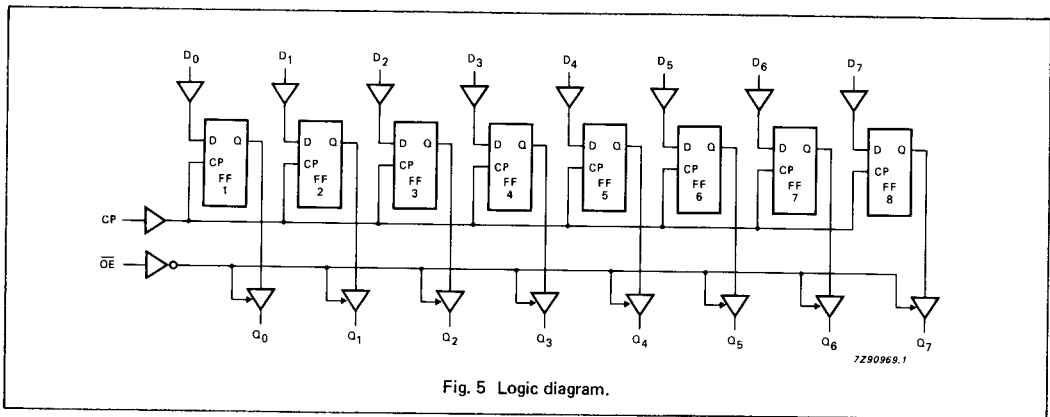 D0 D1 D2 D3 D4 D5 D6 D7
D Q D Q D Q D Q D Q D Q D Q D Q
CP CP CP CP CP CP CP CP
FF FF FF FF FF FF FF FF
1 2 3 4 5 6 7 8
CP
O̅E̅
Q0 Q1 Q2 Q3 Q4 Q5 Q6 Q7
7Z90969.1
Fig. 5 Logic diagram.